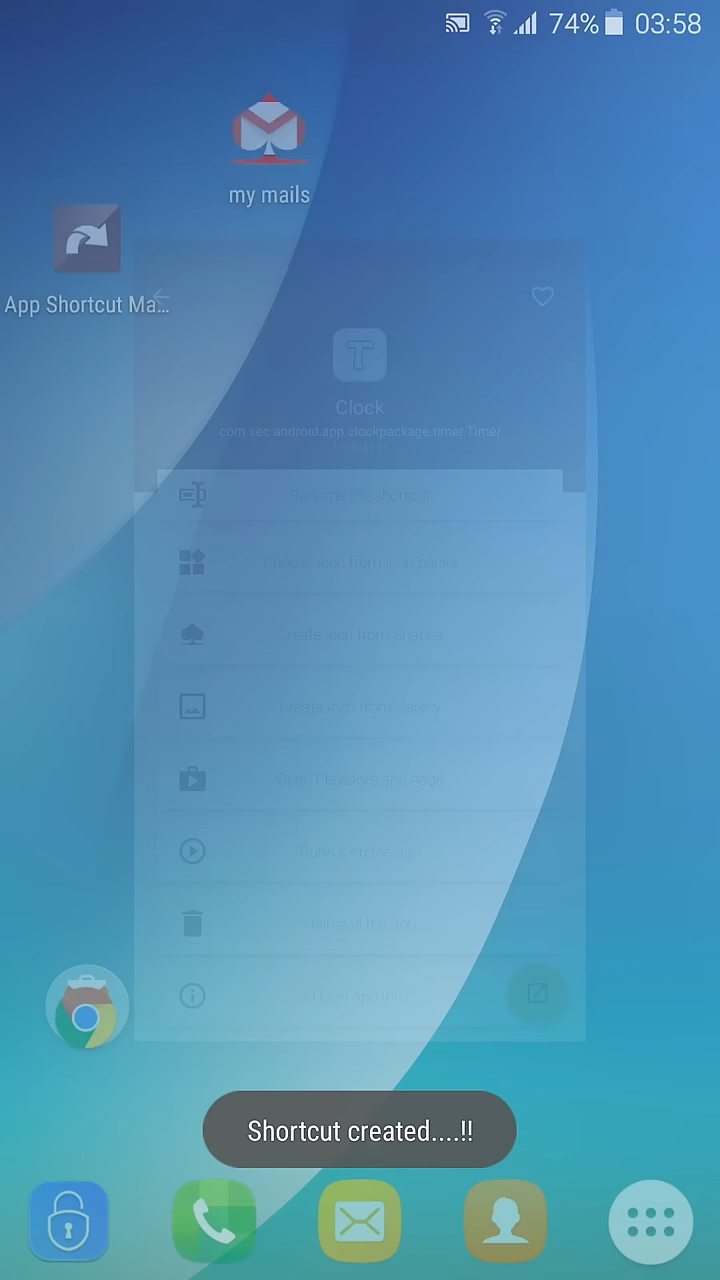 74% 03:58
my mails
App Shortcut Ma...
Clock
com.sec.android.app.clockpackage.timer.Timer
Rename the shortcut
Choose icon from icon packs
Create icon from Shapes
Create icon from Gallery
Open Playstore app page
Run/Open the app
Uninstall the app
Open App info
Shortcut created....!!